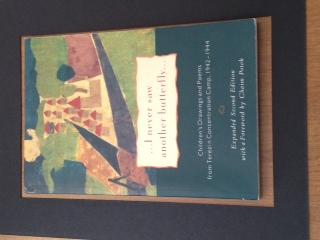 ...I never saw
another butterfly...
Children's Drawings and Poems
from Terezín Concentration Camp, 1942–1944
Expanded Second Edition
with a Foreword by Chaim Potok